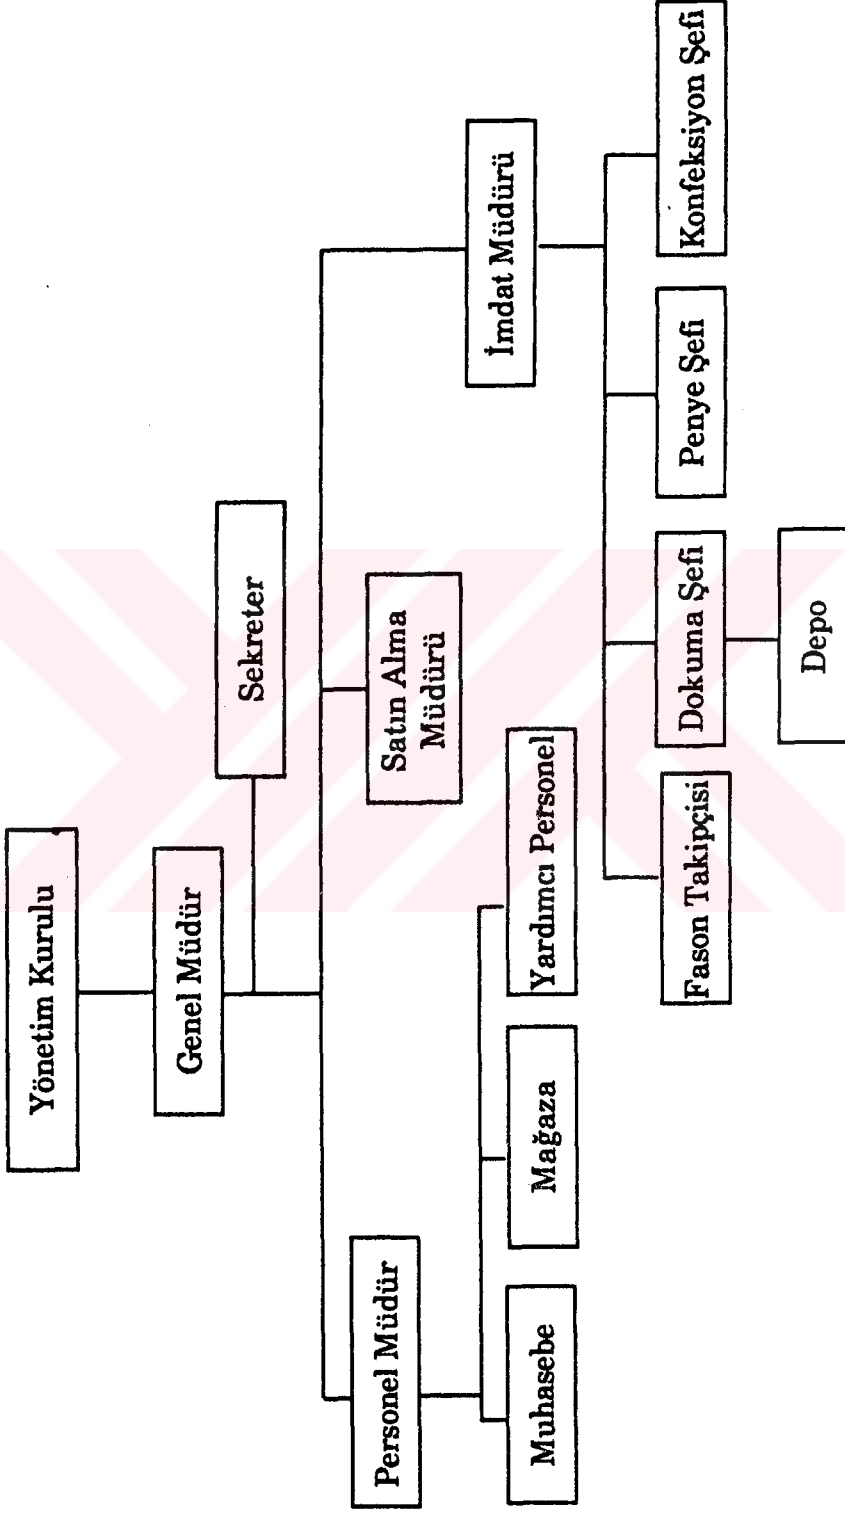 Yönetim Kurulu
Genel Müdür
Sekreter
Personel Müdür
Satın Alma
Müdürü
İmdat Müdürü
Muhasebe
Mağaza
Yardımcı Personel
Fason Takipçisi
Dokuma Şefi
Penye Şefi
Konfeksiyon Şefi
Depo